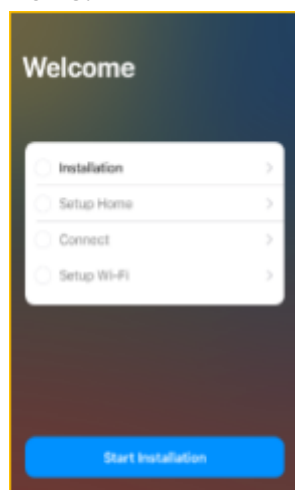 Welcome
Installation
Setup Home
Connect
Setup Wi-Fi
Start Installation